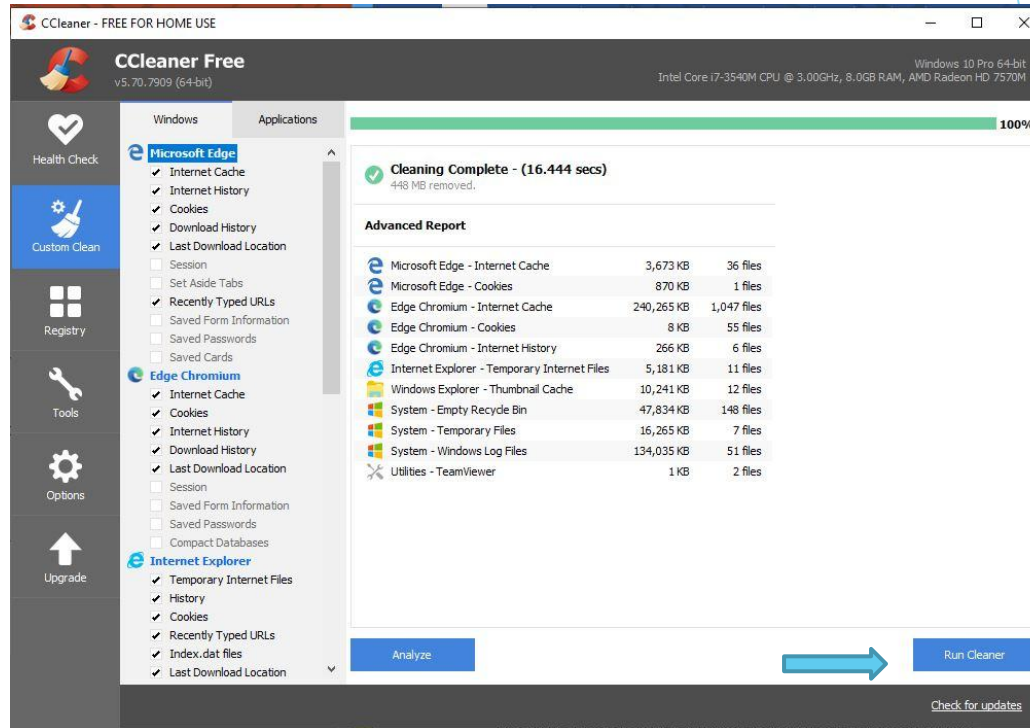 CCleaner - FREE FOR HOME USE
CCleaner Free
v5.70.7909 (64-bit)
Windows 10 Pro 64-bit
Intel Core i7-3540M CPU @ 3.00GHz, 8.0GB RAM, AMD Radeon HD 7570M
Health Check
Custom Clean
Registry
Tools
Options
Upgrade
Windows Applications
Microsoft Edge
Internet Cache
Internet History
Cookies
Download History
Last Download Location
Session
Set Aside Tabs
Recently Typed URLs
Saved Form Information
Saved Passwords
Saved Cards
Edge Chromium
Internet Cache
Cookies
Internet History
Download History
Last Download Location
Session
Saved Form Information
Saved Passwords
Compact Databases
Internet Explorer
Temporary Internet Files
History
Cookies
Recently Typed URLs
Index.dat files
Last Download Location
100%
Cleaning Complete - (16.444 secs)
448 MB removed.
Advanced Report
Microsoft Edge - Internet Cache 3,673 KB 36 files
Microsoft Edge - Cookies 870 KB 1 files
Edge Chromium - Internet Cache 240,265 KB 1,047 files
Edge Chromium - Cookies 8 KB 55 files
Edge Chromium - Internet History 266 KB 6 files
Internet Explorer - Temporary Internet Files 5,181 KB 11 files
Windows Explorer - Thumbnail Cache 10,241 KB 12 files
System - Empty Recycle Bin 47,834 KB 148 files
System - Temporary Files 16,265 KB 7 files
System - Windows Log Files 134,035 KB 51 files
Utilities - TeamViewer 1 KB 2 files
Analyze
Run Cleaner
Check for updates